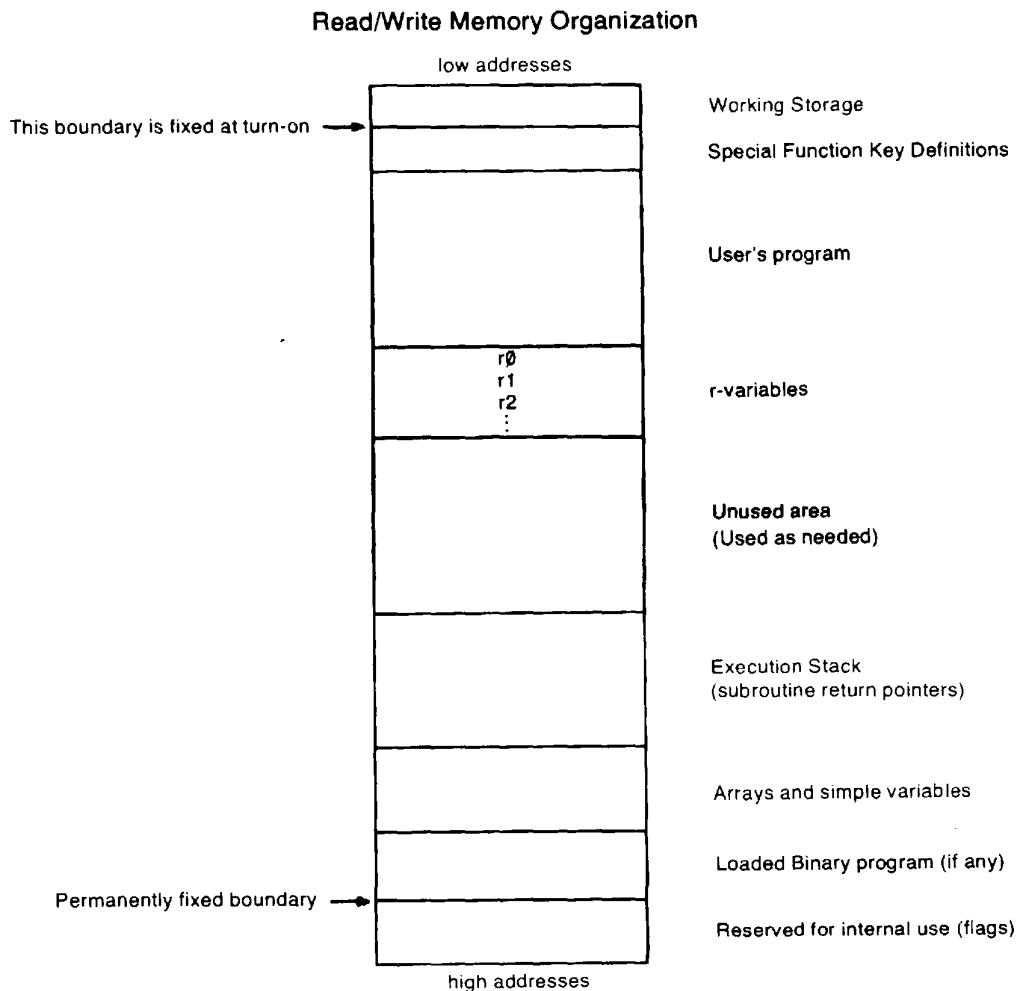 Read/Write Memory Organization
low addresses
Working Storage
This boundary is fixed at turn-on
Special Function Key Definitions
User's program
r0
r1
r2
r-variables
Unused area
(Used as needed)
Execution Stack
(subroutine return pointers)
Arrays and simple variables
Loaded Binary program (if any)
Permanently fixed boundary
Reserved for internal use (flags)
high addresses